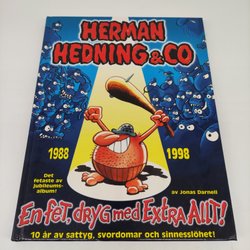 HERMAN
HEDNING & CO
1988
1998
Det
fetaste av
Jubileums-
album!
av Jonas Darnell
En fet, dryg med Extra Allt!
10 år av sattyg, svordomar och sinnesslöhet!